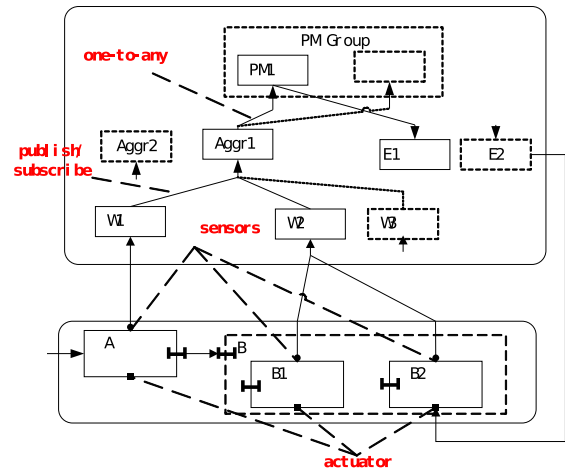 PM Group
one-to-any
PM1
Aggr2
Aggr1
publish/
subscribe
E1
E2
W1
sensors
W2
W3
A
B
B1
B2
actuator